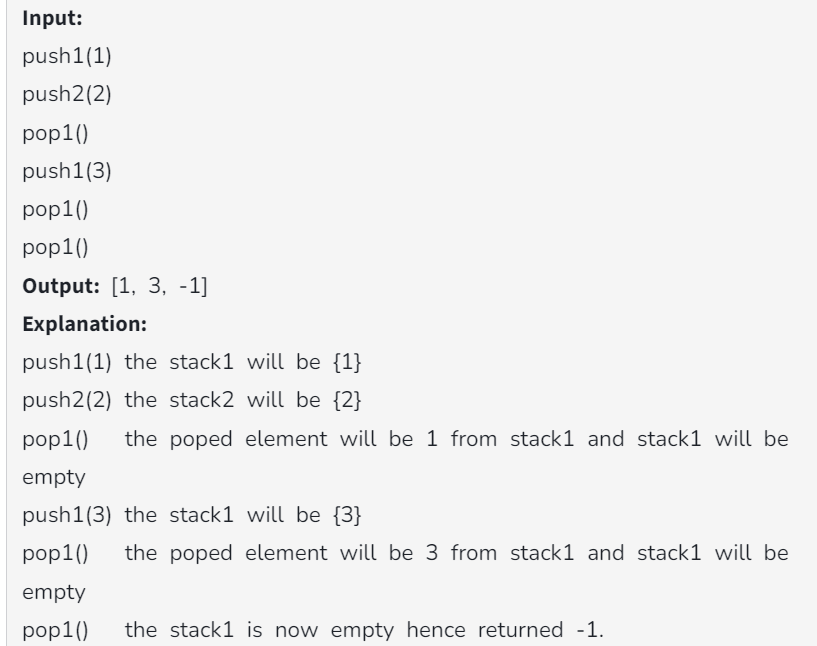 Input:
push1(1)
push2(2)
pop1()
push1(3)
pop1()
pop1()
Output: [1, 3, -1]
Explanation:
push1(1) the stack1 will be {1}
push2(2) the stack2 will be {2}
pop1() the poped element will be 1 from stack1 and stack1 will be
empty
push1(3) the stack1 will be {3}
pop1() the poped element will be 3 from stack1 and stack1 will be
empty
pop1() the stack1 is now empty hence returned -1.